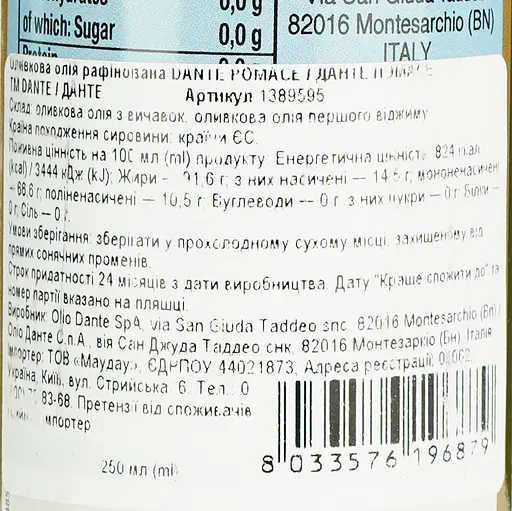 of which: Sugar 0,0 g
0,0 g
82016 Montesarchio (BN)
ITALY
Оливкова олія рафінована DANTE POMACE / ДАНТЕ
ТМ DANTE / ДАНТЕ Артикул 1389595
Склад: оливкова олія з вичавок, оливкова олія першого віджиму
Країна походження сировини: країни ЄС.
Поживна цінність на 100 мл (ml) продукту: Енергетична цінність 824 ккал
(kcal) / 3444 кДж (kJ); Жири – 91,6 г; з них насичені – 14,5 г; мононенасичені
– 66,6 г; поліненасичені – 10,5 г; Вуглеводи – 0 г; з них цукри – 0 г; Білки –
0 г; Сіль – 0 г.
Умови зберігання: зберігати у прохолодному сухому місці, захищеному від
прямих сонячних променів.
Строк придатності 24 місяців з дати виробництва. Дату "Краще спожити до" та
номер партії вказано на пляшці.
Виробник: Olio Dante SpA, via San Giuda Taddeo snc, 82016 Montesarchio (Bn) /
Оліо Данте С.п.А., вія Сан Джуда Таддео снк, 82016 Монтезаркіо (Бн), Італія
Імпортер: ТОВ «Маудау», ЄДРПОУ 44021873, Адреса реєстрації: 02062,
Україна, Київ, вул. Стрийська 6. Тел.: 0
83-68. Претензії від споживачів
імпортер
250 мл (ml)
8 033576 196879